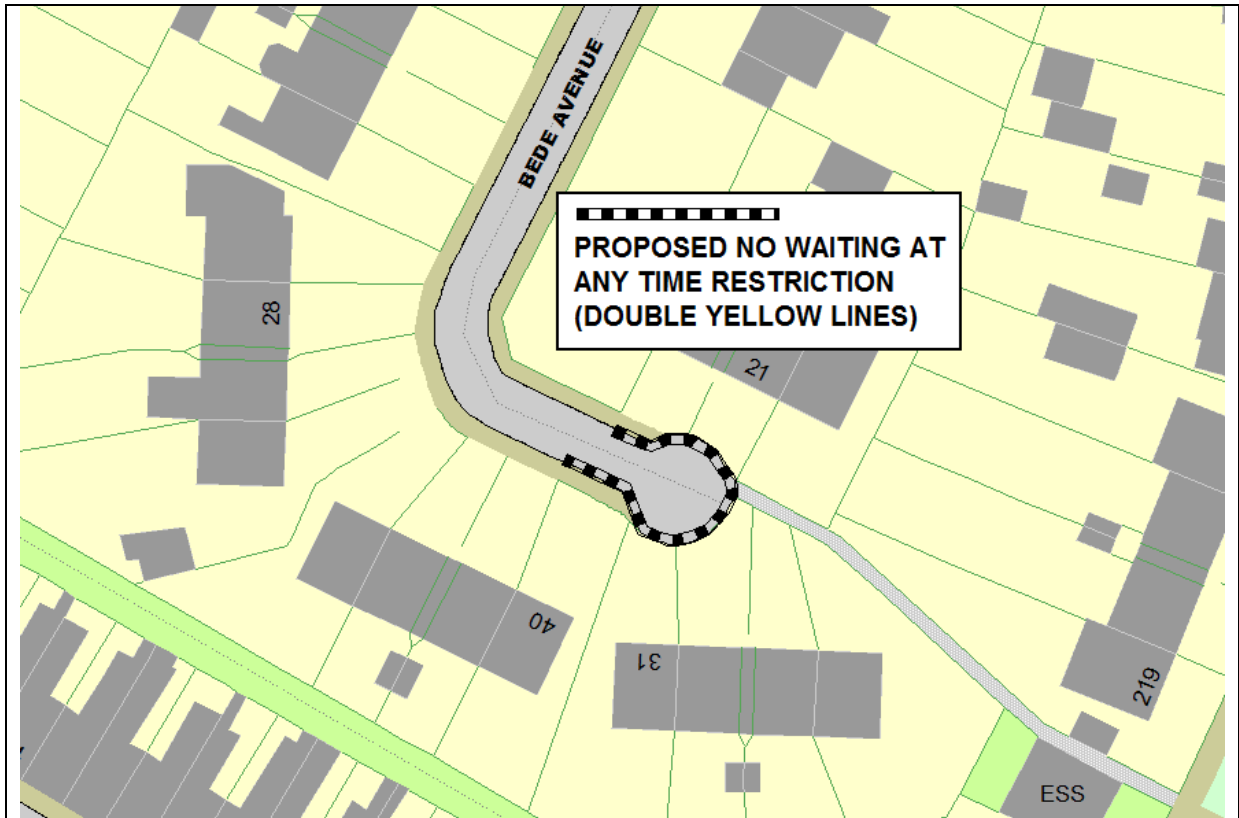 BEDE AVENUE
PROPOSED NO WAITING AT
ANY TIME RESTRICTION
(DOUBLE YELLOW LINES)
28
21
40
31
219
ESS